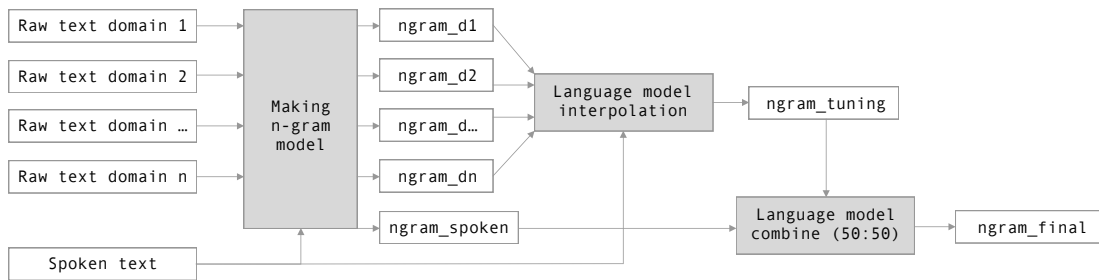 Raw text domain 1
Raw text domain 2
Raw text domain …
Raw text domain n
Spoken text
Making
n-gram
model
ngram_d1
ngram_d2
ngram_d…
ngram_dn
ngram_spoken
Language model
interpolation
ngram_tuning
Language model
combine (50:50)
ngram_final